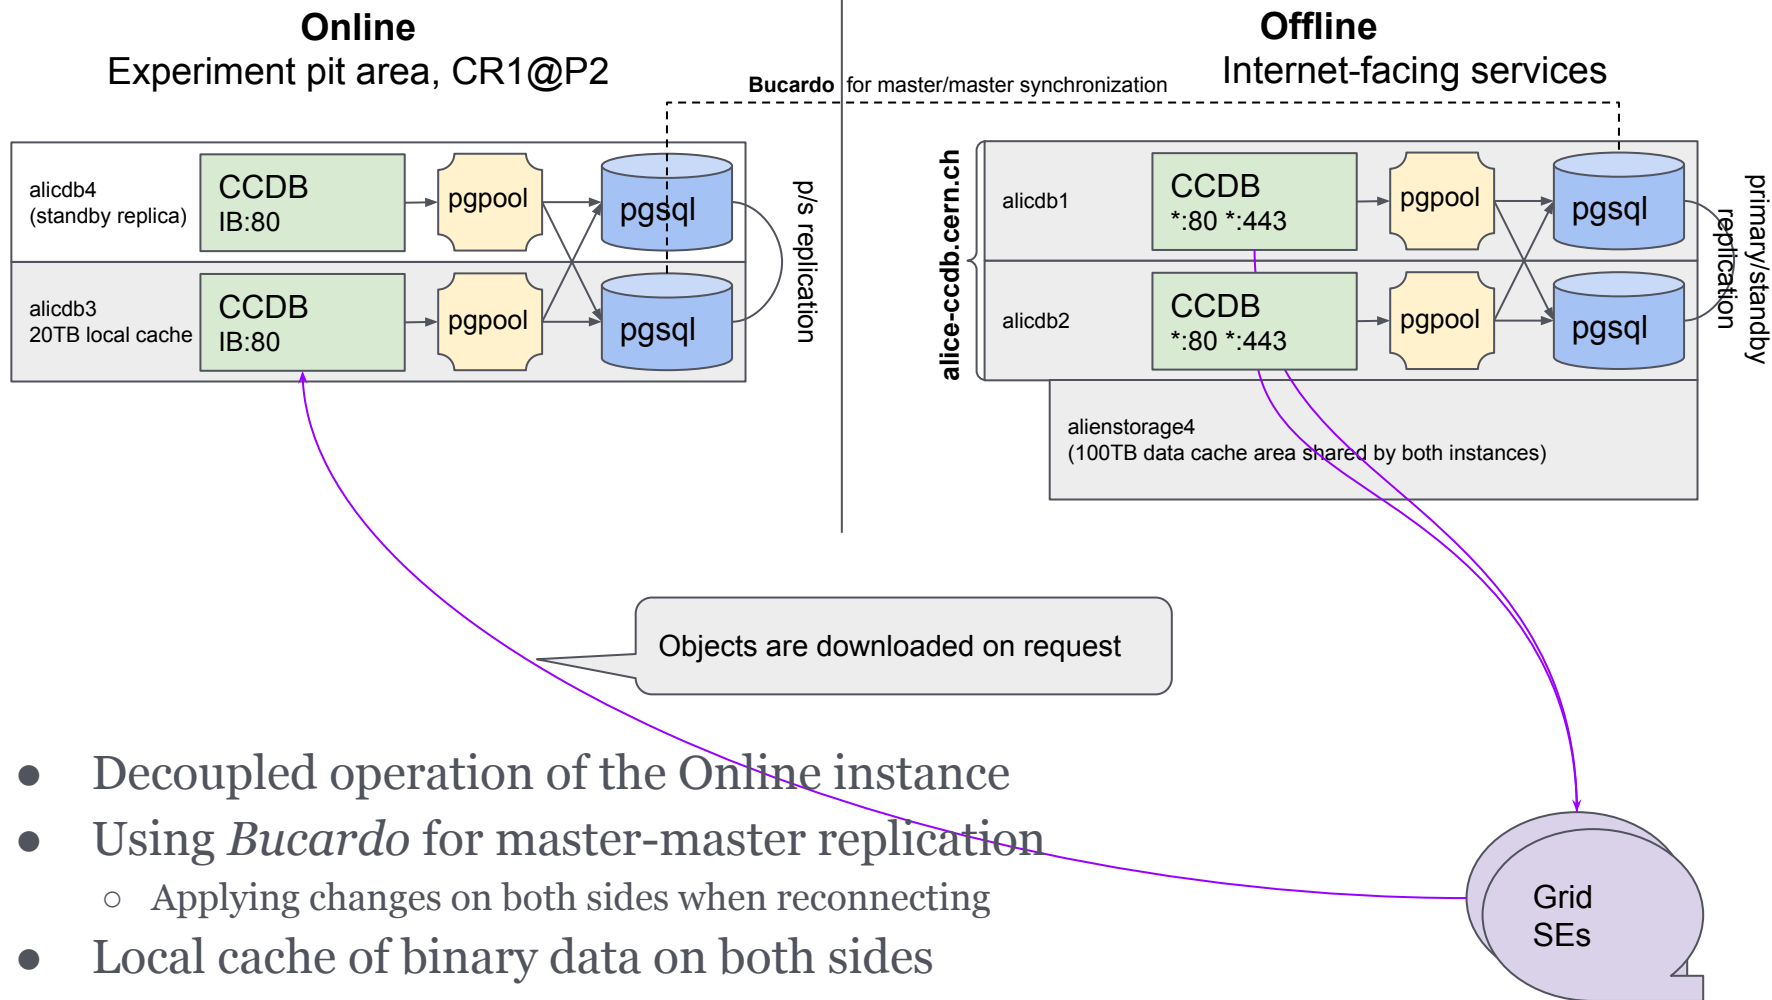 Online
Experiment pit area, CR1@P2
Offline
Internet-facing services
Bucardo for master/master synchronization
alicdb4
(standby replica)
CCDB
IB:80
pgpool
pgsql
p/s replication
alicdb3
20TB local cache
CCDB
IB:80
pgpool
pgsql
alice-ccdb.cern.ch
alicdb1
CCDB
*:80 *:443
pgpool
pgsql
primary/standby
replication
alicdb2
CCDB
*:80 *:443
pgpool
pgsql
alienstorage4
(100TB data cache area shared by both instances)
Objects are downloaded on request
● Decoupled operation of the Online instance
● Using Bucardo for master-master replication
○ Applying changes on both sides when reconnecting
● Local cache of binary data on both sides
Grid
SEs